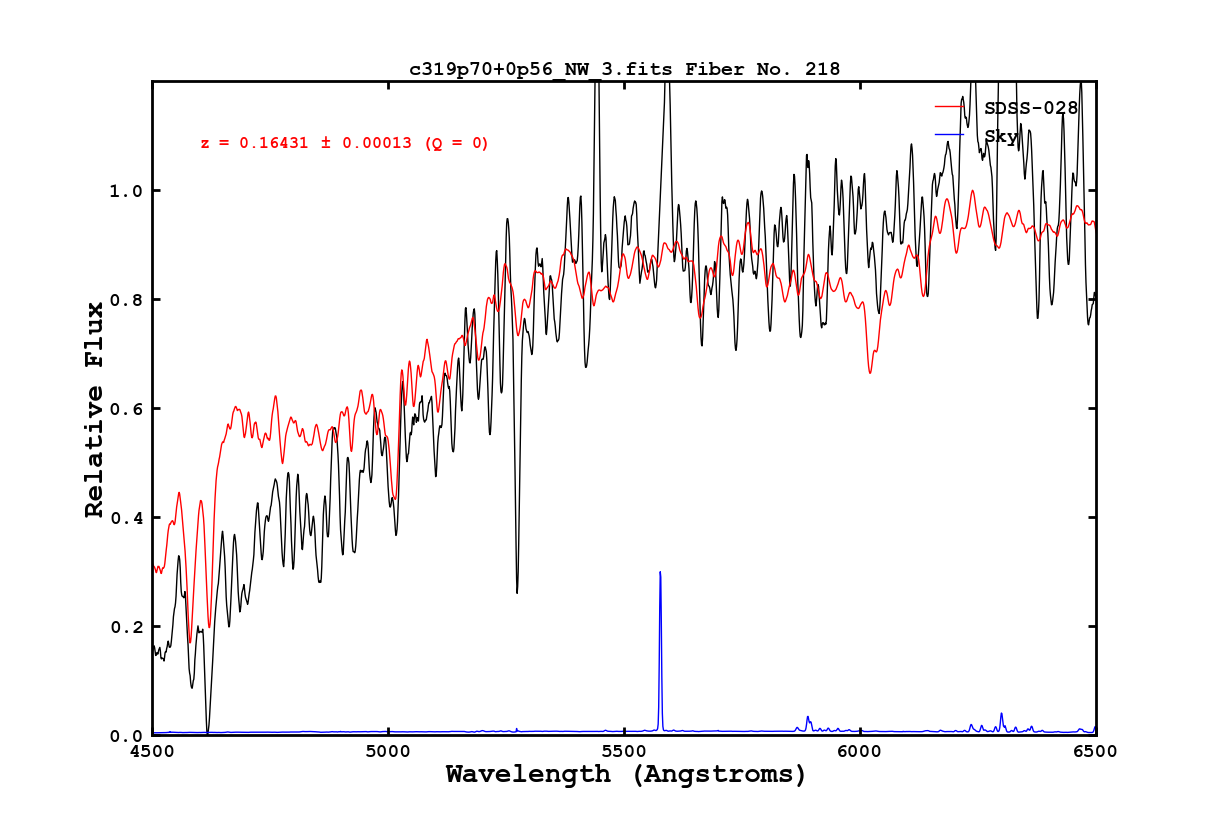 c319p70+0p56_NW_3.fits Fiber No. 218
SDSS-028
Sky
z = 0.16431 ± 0.00013 (Q = 0)
Relative Flux
1.0
0.8
0.6
0.4
0.2
0.0
4500 5000 5500 6000 6500
Wavelength (Angstroms)